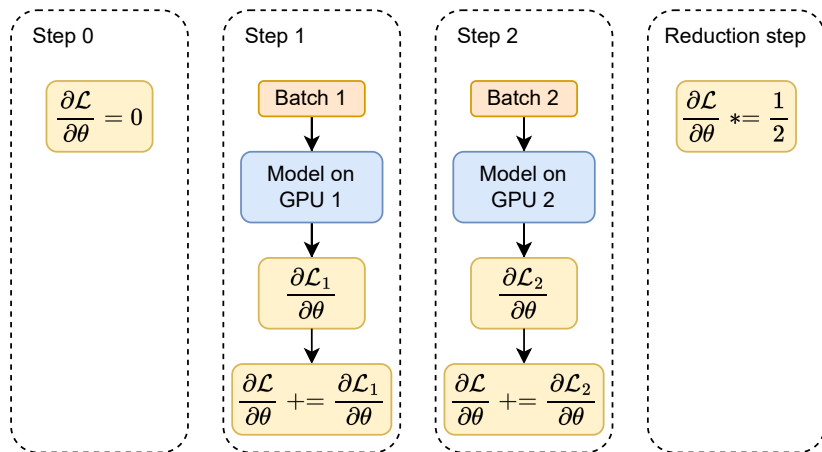 Step 0
∂ℒ/∂θ = 0
Step 1
Batch 1
Model on
GPU 1
∂ℒ₁/∂θ
∂ℒ/∂θ += ∂ℒ₁/∂θ
Step 2
Batch 2
Model on
GPU 2
∂ℒ₂/∂θ
∂ℒ/∂θ += ∂ℒ₂/∂θ
Reduction step
∂ℒ/∂θ *= 1/2